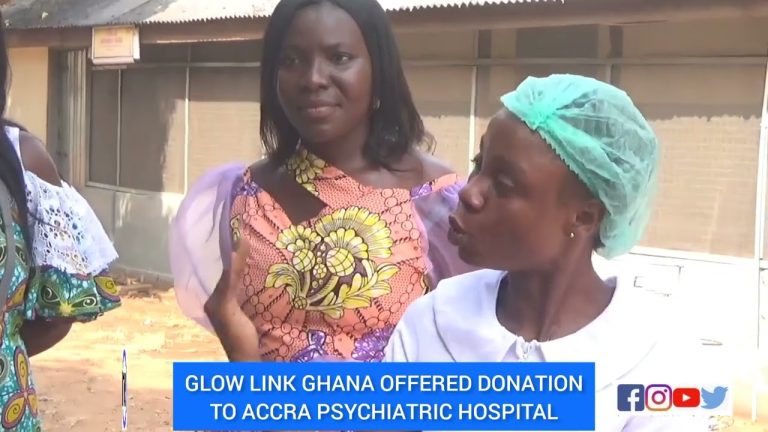 GLOW LINK GHANA OFFERED DONATION
TO ACCRA PSYCHIATRIC HOSPITAL